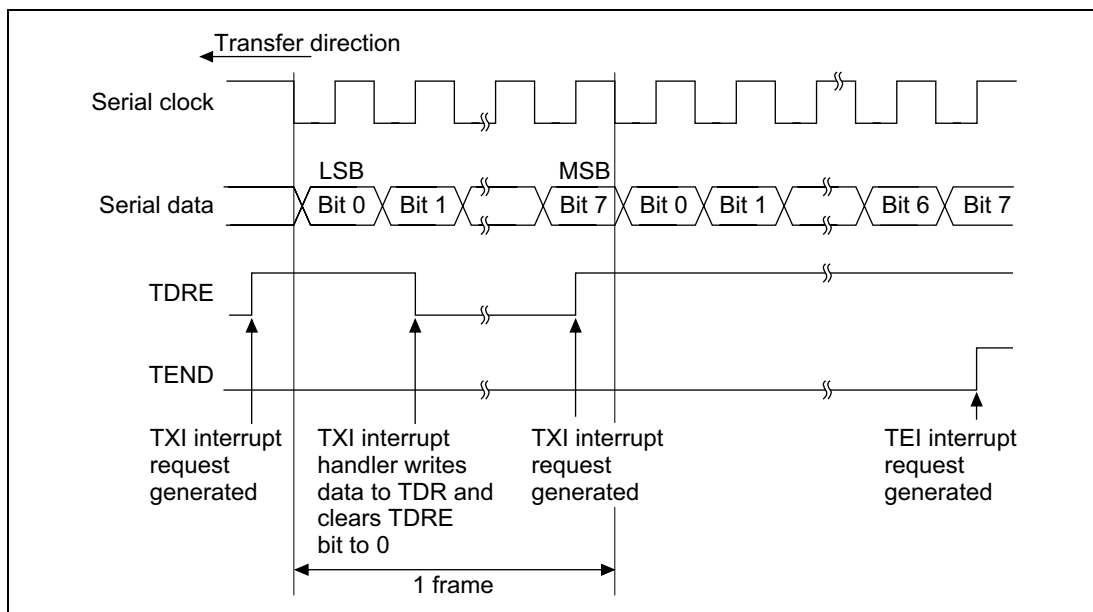 Transfer direction
Serial clock
LSB
MSB
Serial data
Bit 0
Bit 1
Bit 7
Bit 0
Bit 1
Bit 6
Bit 7
TDRE
TEND
TXI interrupt
request
generated
TXI interrupt
handler writes
data to TDR and
clears TDRE
bit to 0
TXI interrupt
request
generated
TEI interrupt
request
generated
1 frame